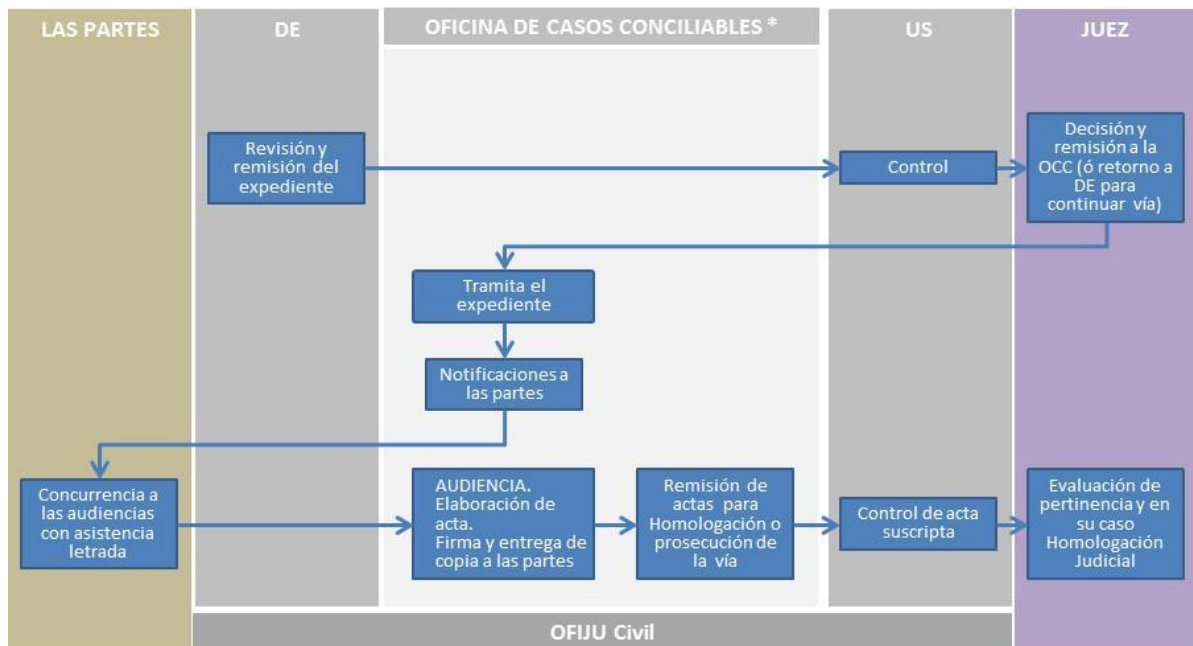 LAS PARTES
DE
OFICINA DE CASOS CONCILIABLES *
US
JUEZ
Revisión y
remisión del
expediente
Control
Decisión y
remisión a la
OCC (ó retorno a
DE para
continuar vía)
Tramita el
expediente
Notificaciones a
las partes
Concurrencia a
las audiencias
con asistencia
letrada
AUDIENCIA.
Elaboración de
acta.
Firma y entrega de
copia a las partes
Remisión de
actas para
Homologación o
prosecución de
la vía
Control de acta
suscripta
Evaluación de
pertinencia y en
su caso
Homologación
Judicial
OFIJU Civil